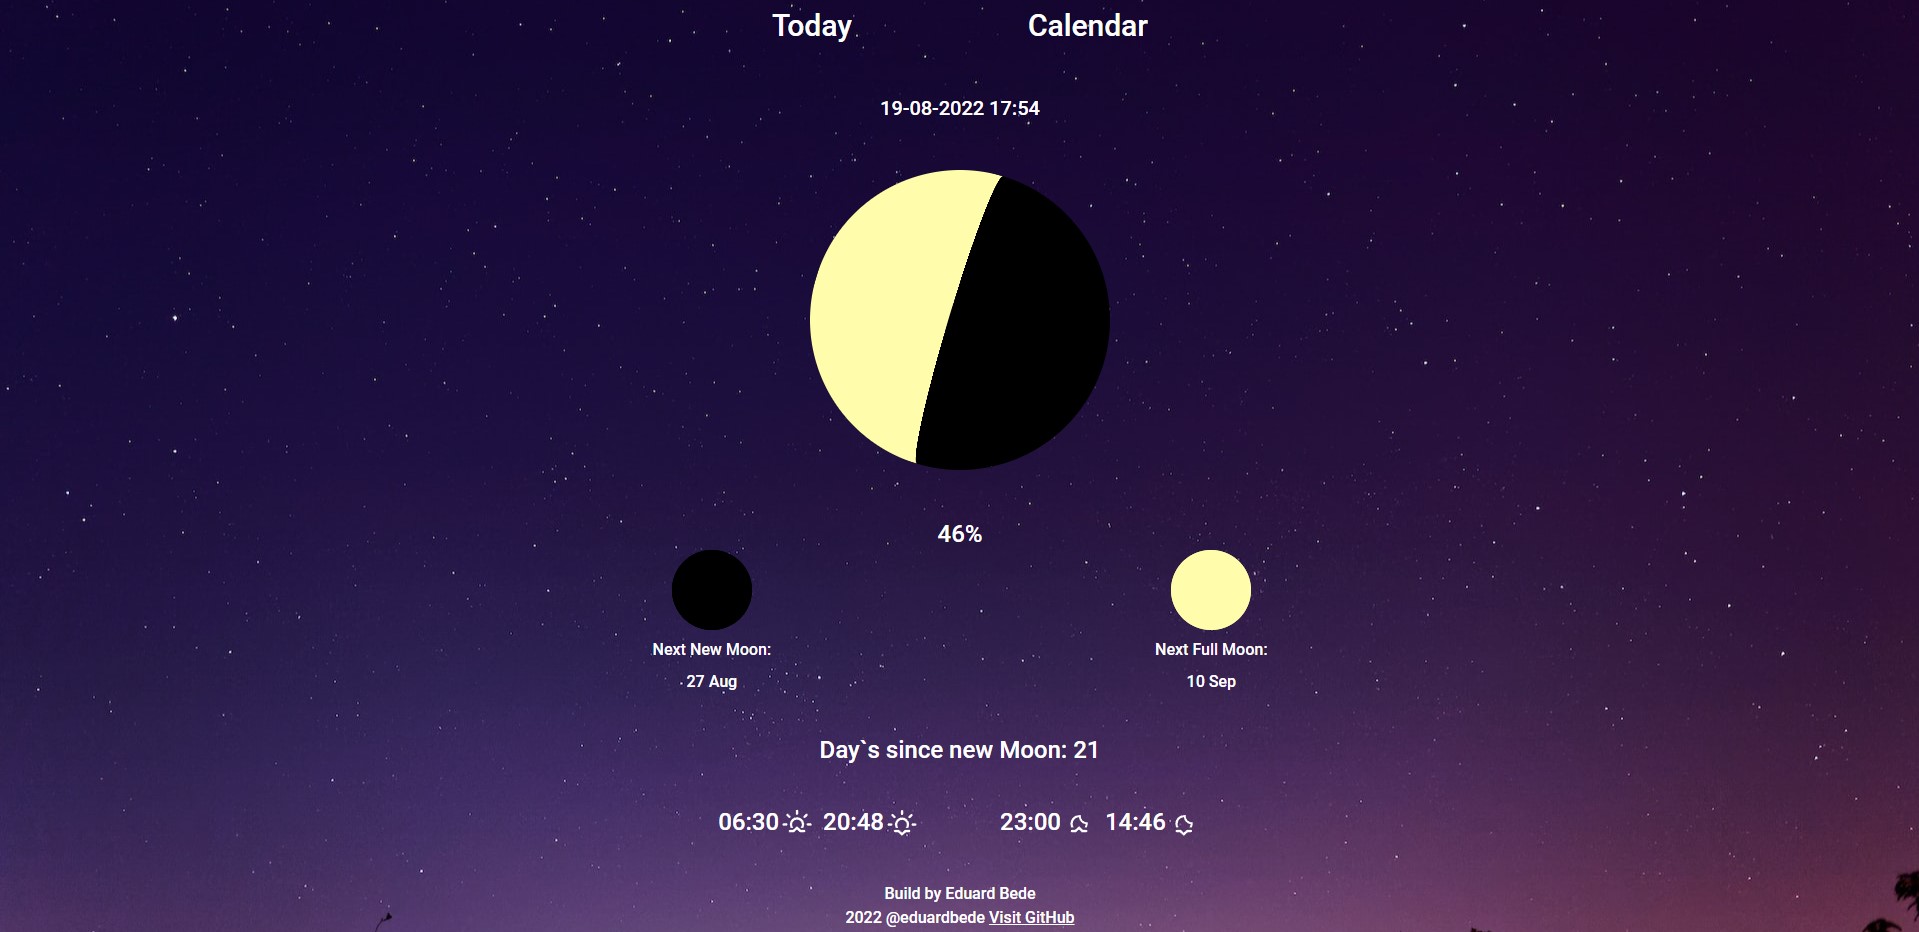 Today Calendar
19-08-2022 17:54
46%
Next New Moon:
27 Aug
Next Full Moon:
10 Sep
Day`s since new Moon: 21
06:30 20:48 23:00 14:46
Build by Eduard Bede
2022 @eduardbede Visit GitHub